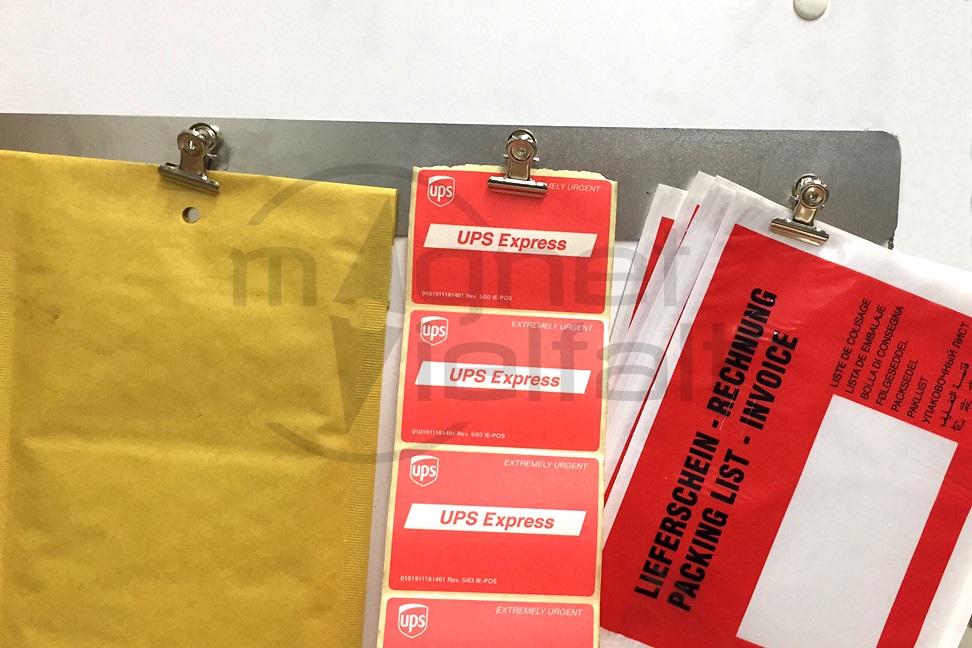 ups
EXTREMELY URGENT
UPS Express
0101911181401 Rev. 5/03 IE-POS
ups
EXTREMELY URGENT
UPS Express
0101911181401 Rev. 5/03 IE-POS
ups
EXTREMELY URGENT
UPS Express
0101911181401 Rev. 5/03 IE-POS
ups
EXTREMELY URGENT
LIEFERSCHEIN - RECHNUNG
PACKING LIST - INVOICE
LISTE DE COLISAGE
LISTA DE EMBALAJE
BOLLA DI CONSEGNA
FØLGESEDDEL
PACKSEDEL
PAKLIJST
УПАКОВОЧНЫЙ ЛИСТ
magnet
Vielfalt